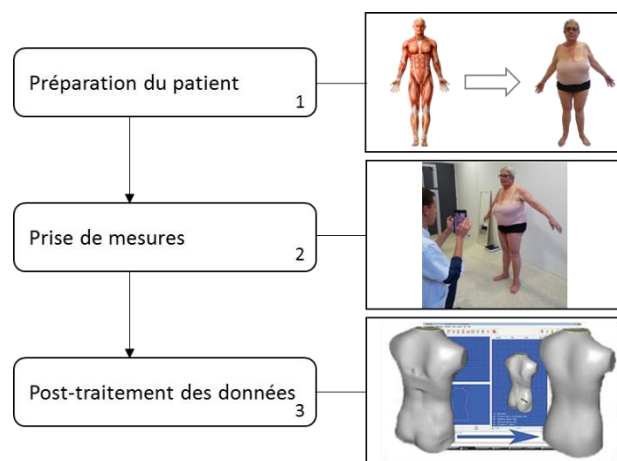 Préparation du patient
1
Prise de mesures
2
Post-traitement des données
3